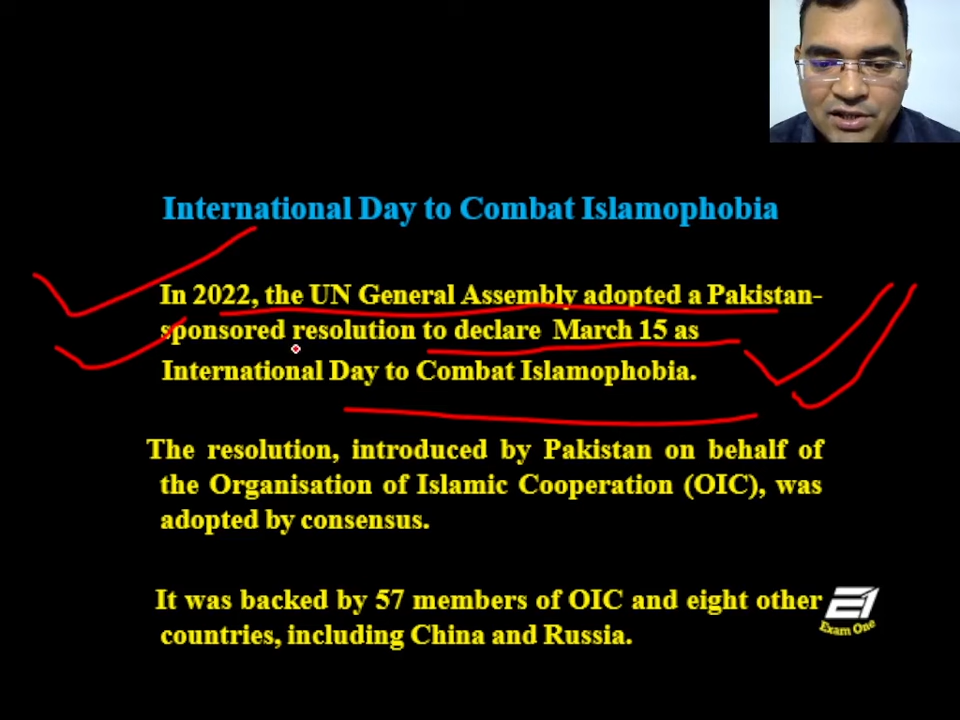 International Day to Combat Islamophobia
In 2022, the UN General Assembly adopted a Pakistan-
sponsored resolution to declare March 15 as
International Day to Combat Islamophobia.
The resolution, introduced by Pakistan on behalf of
the Organisation of Islamic Cooperation (OIC), was
adopted by consensus.
It was backed by 57 members of OIC and eight other
countries, including China and Russia.
E1
Exam One